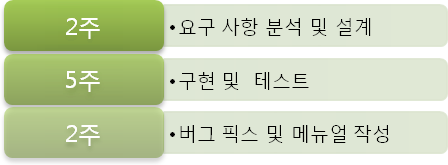 2주
• 요구 사항 분석 및 설계
5주
• 구현 및 테스트
2주
• 버그 픽스 및 메뉴얼 작성